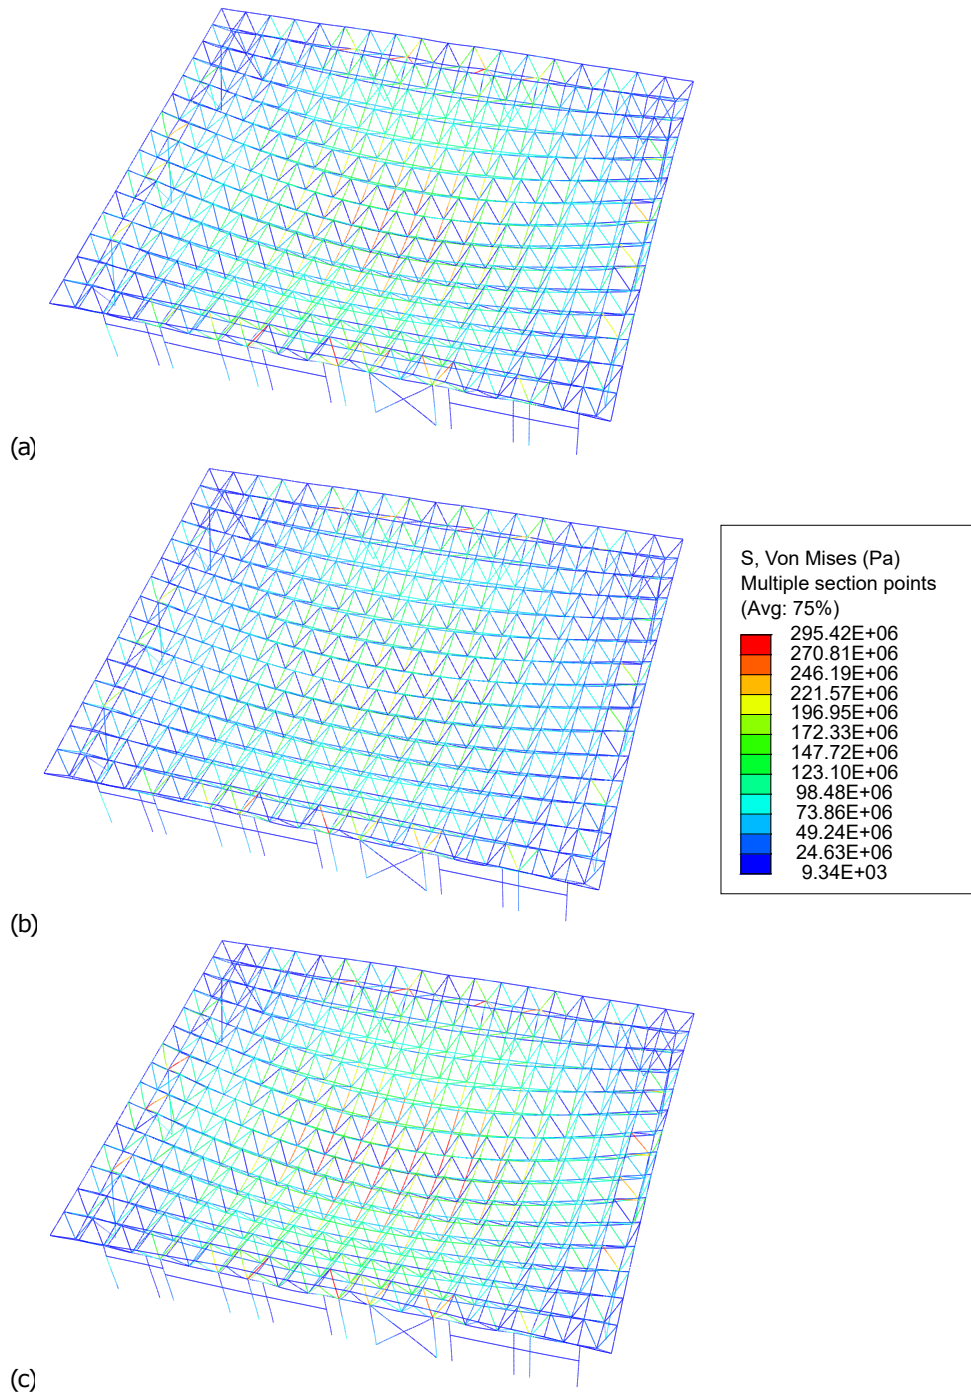 (a)
(b)
S, Von Mises (Pa)
Multiple section points
(Avg: 75%)
295.42E+06
270.81E+06
246.19E+06
221.57E+06
196.95E+06
172.33E+06
147.72E+06
123.10E+06
98.48E+06
73.86E+06
49.24E+06
24.63E+06
9.34E+03
(c)